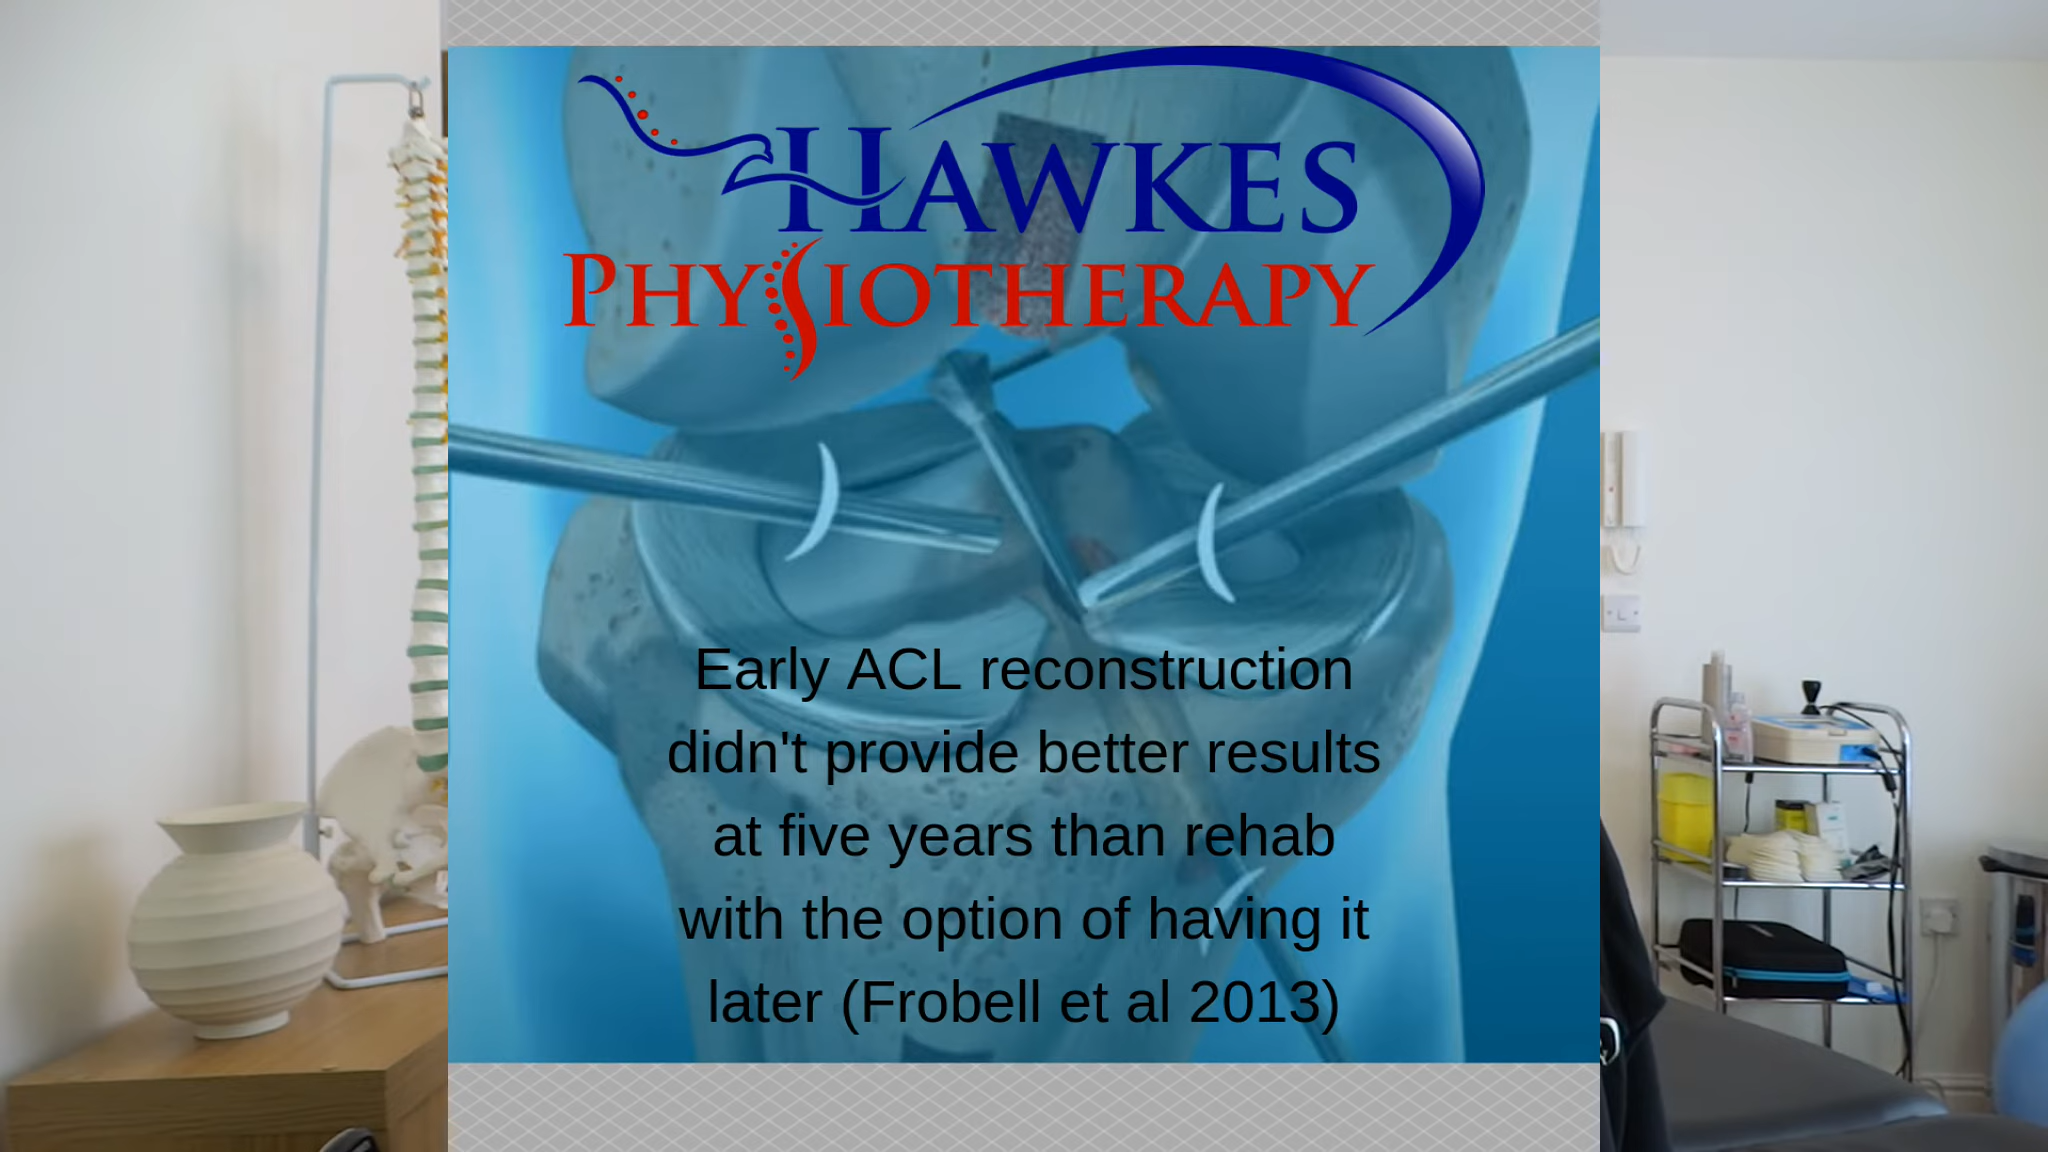 HAWKES
PHYSIOTHERAPY
Early ACL reconstruction
didn't provide better results
at five years than rehab
with the option of having it
later (Frobell et al 2013)